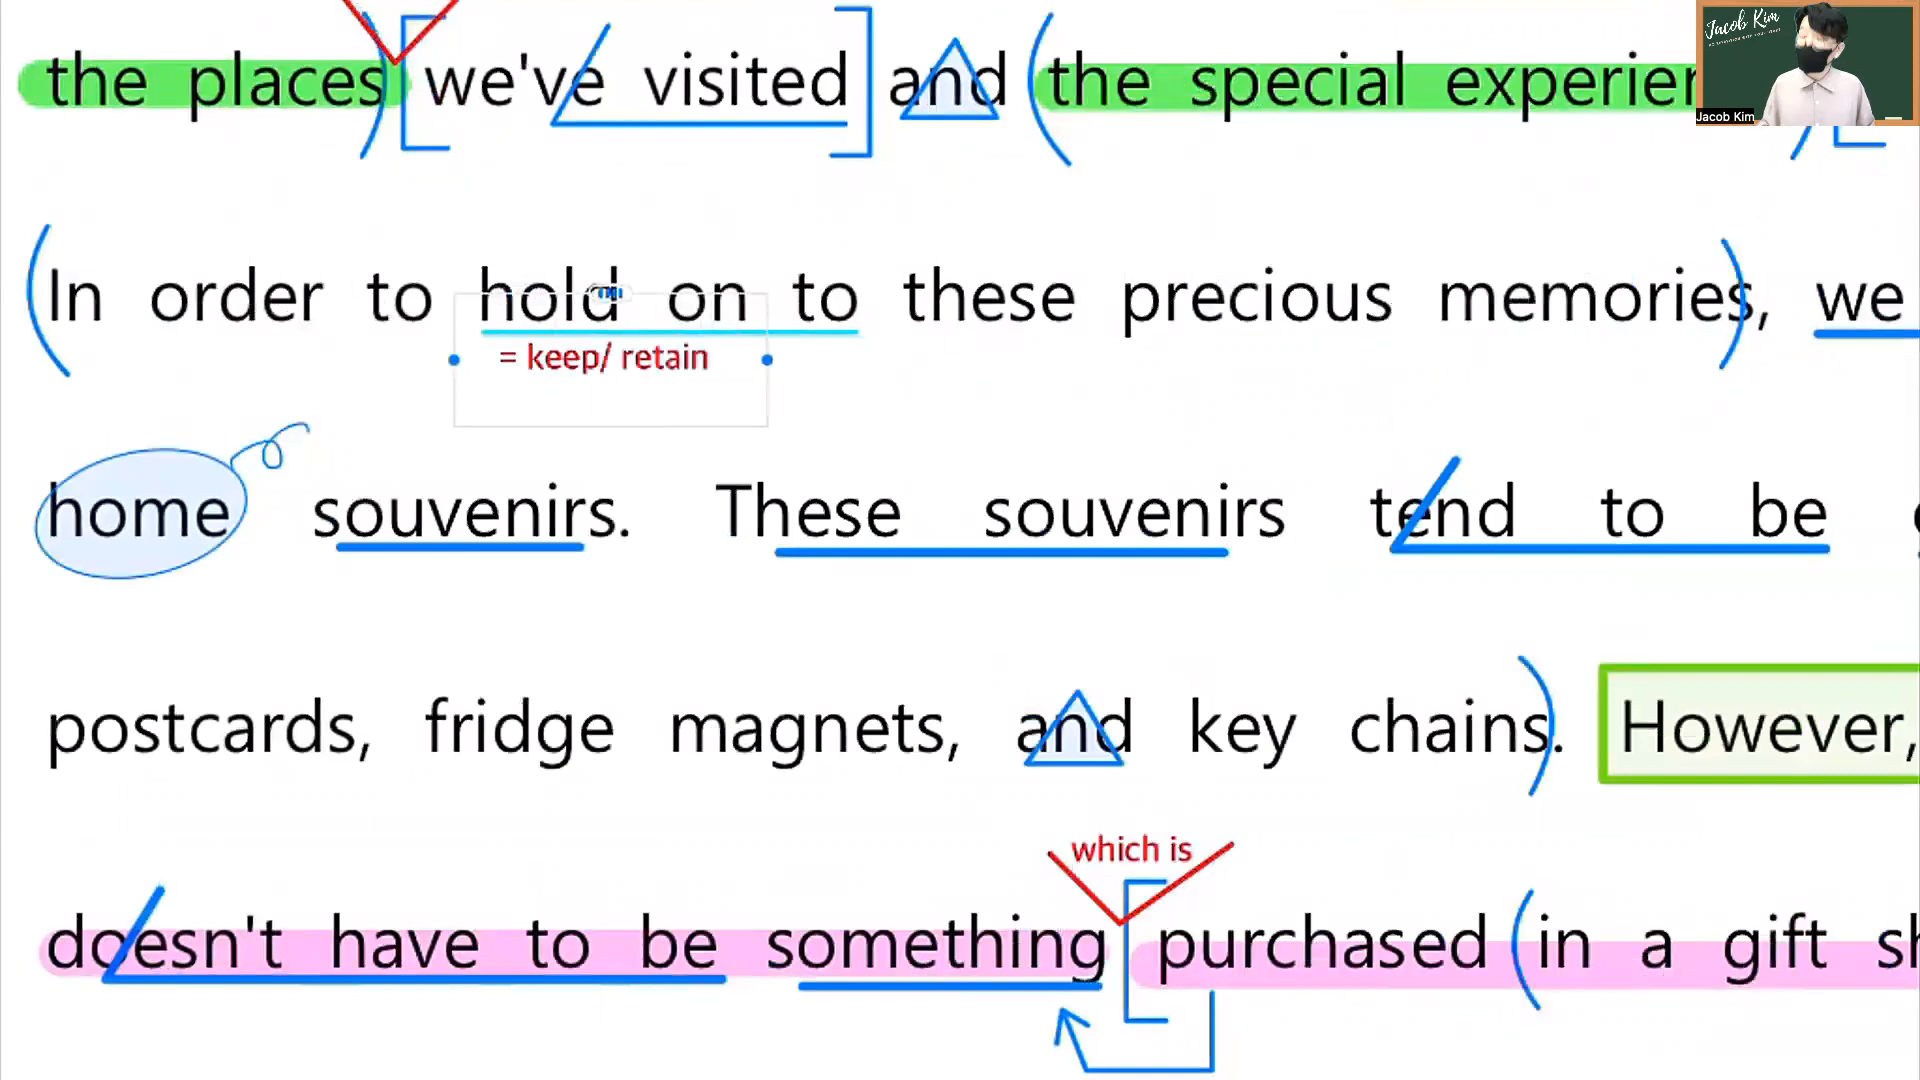 the places we've visited and the special experien
In order to hold on to these precious memories, we
= keep/ retain
home souvenirs. These souvenirs tend to be
postcards, fridge magnets, and key chains. However,
which is
doesn't have to be something purchased in a gift sh
Jacob Kim
Jacob Kim